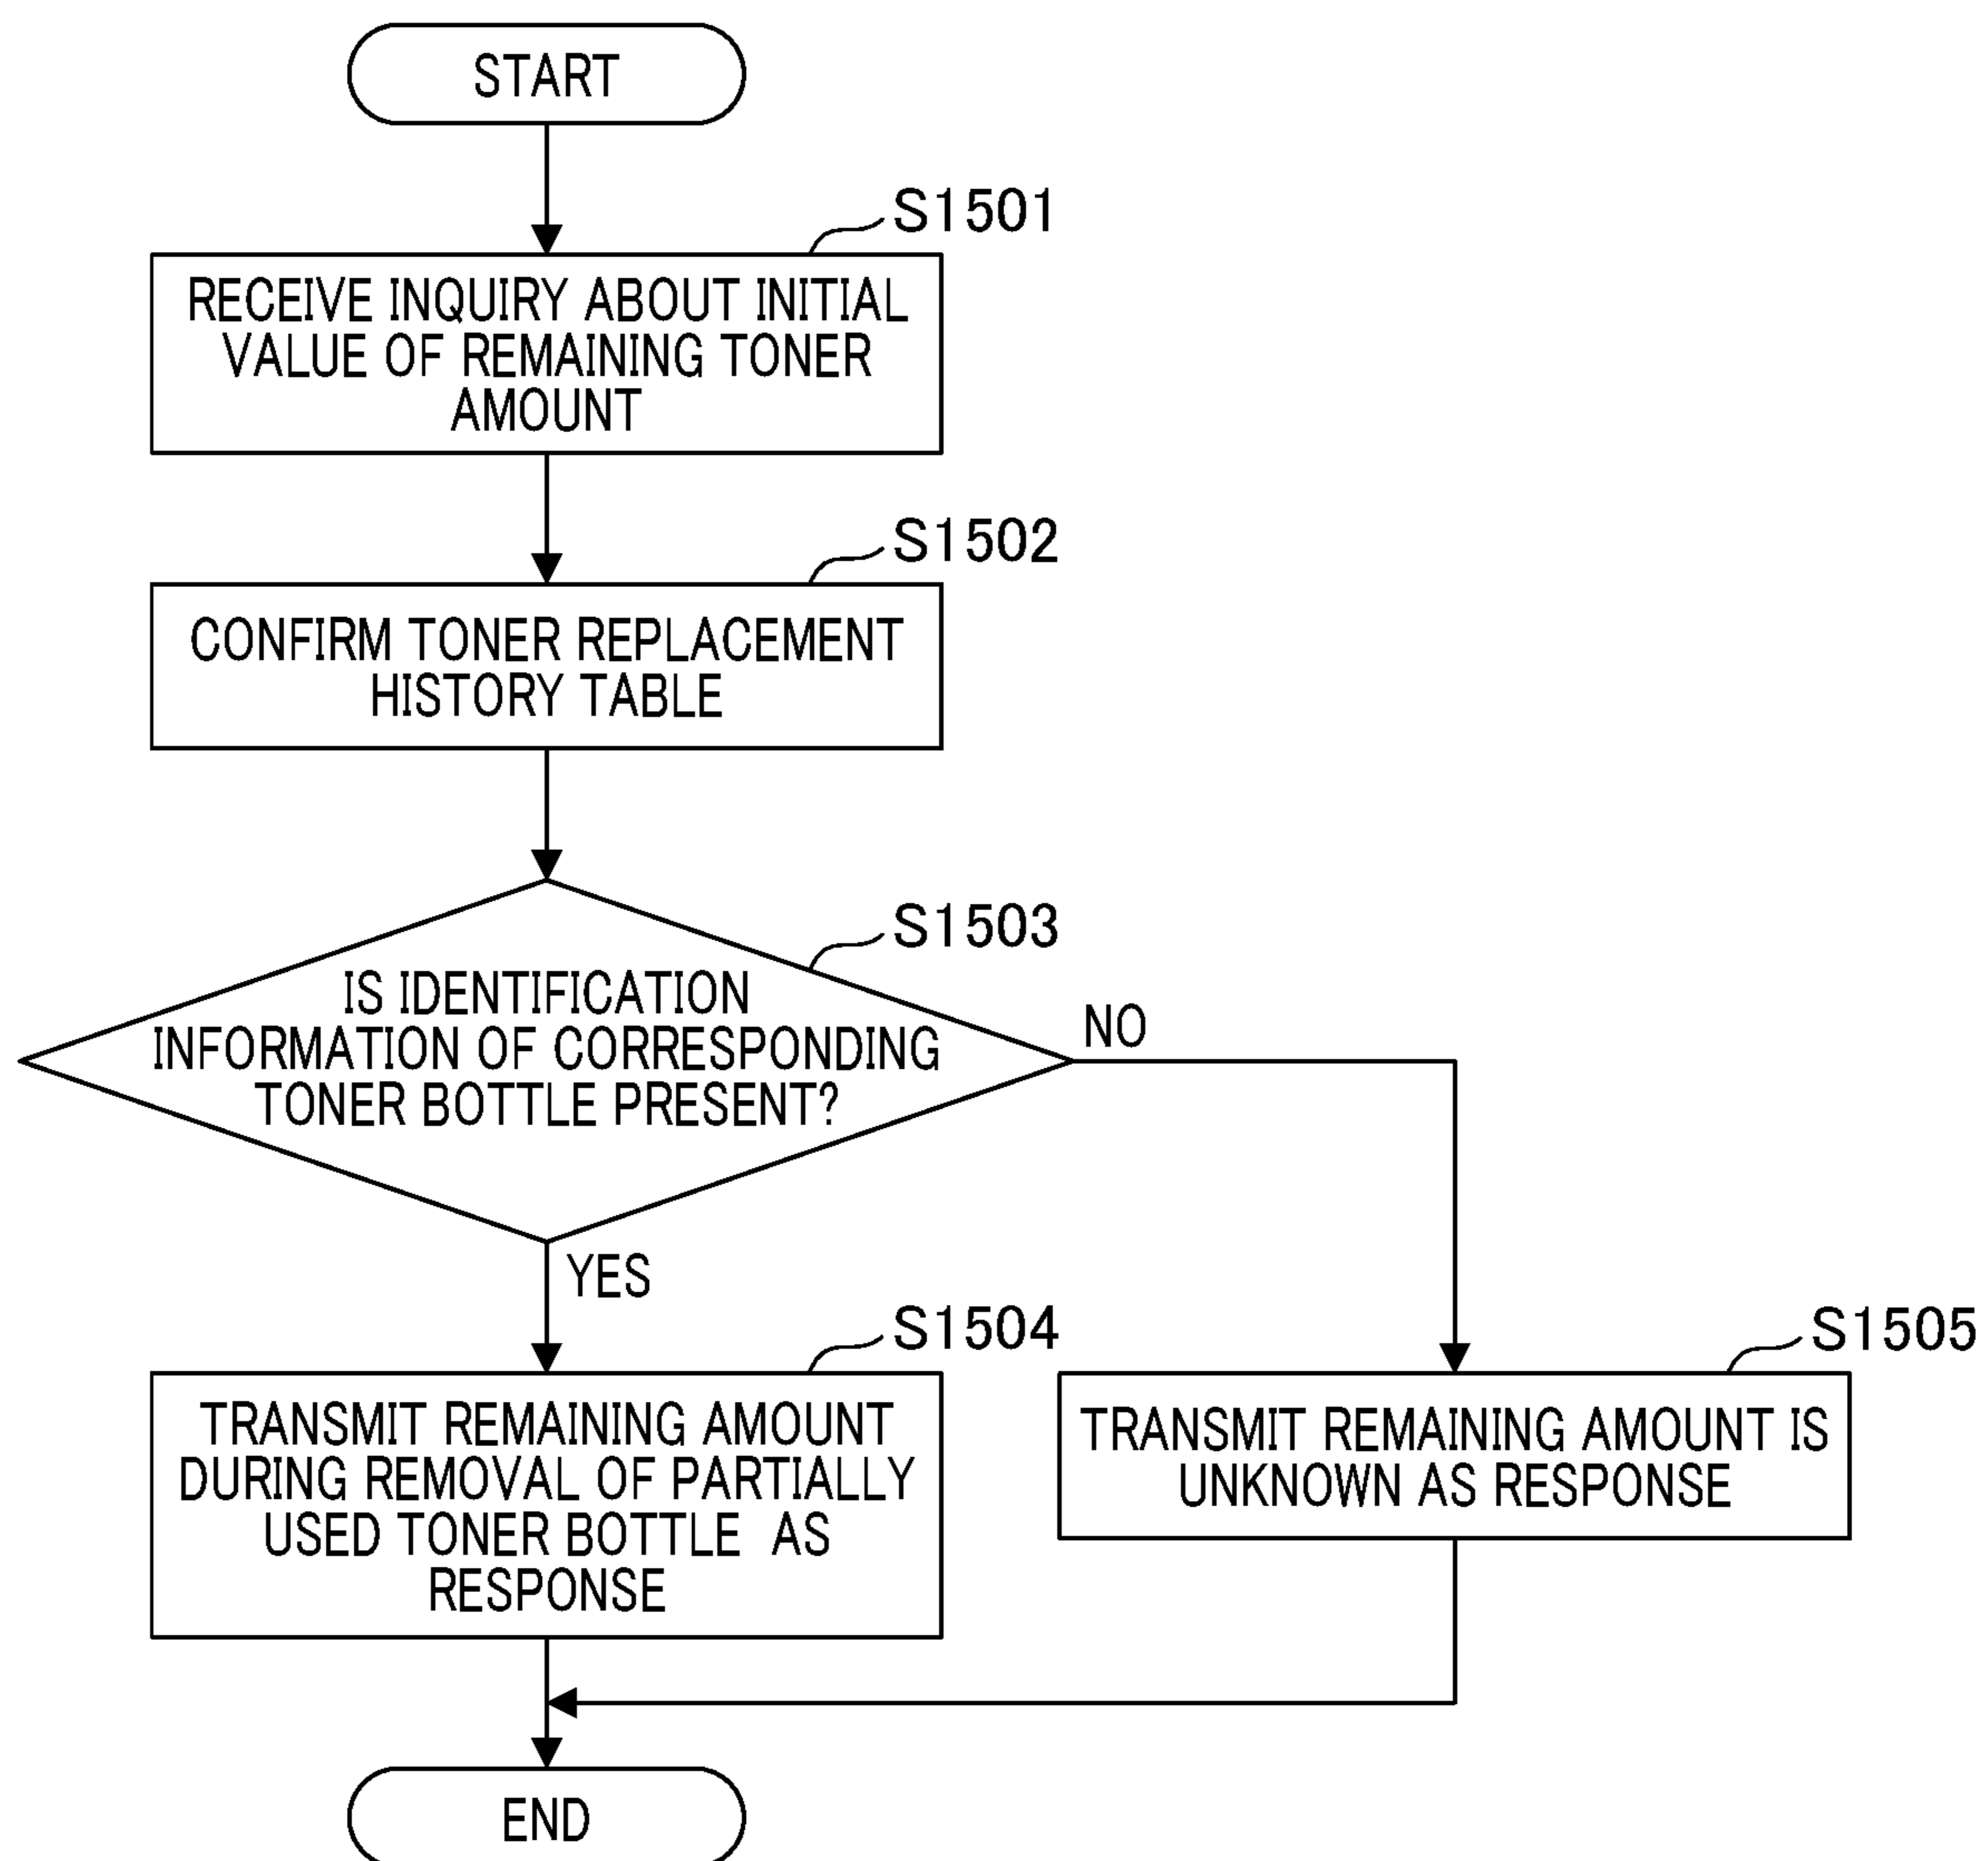 START
S1501
RECEIVE INQUIRY ABOUT INITIAL
VALUE OF REMAINING TONER
AMOUNT
S1502
CONFIRM TONER REPLACEMENT
HISTORY TABLE
S1503
IS IDENTIFICATION
INFORMATION OF CORRESPONDING
TONER BOTTLE PRESENT?
NO
YES
S1504
TRANSMIT REMAINING AMOUNT
DURING REMOVAL OF PARTIALLY
USED TONER BOTTLE AS
RESPONSE
S1505
TRANSMIT REMAINING AMOUNT IS
UNKNOWN AS RESPONSE
END